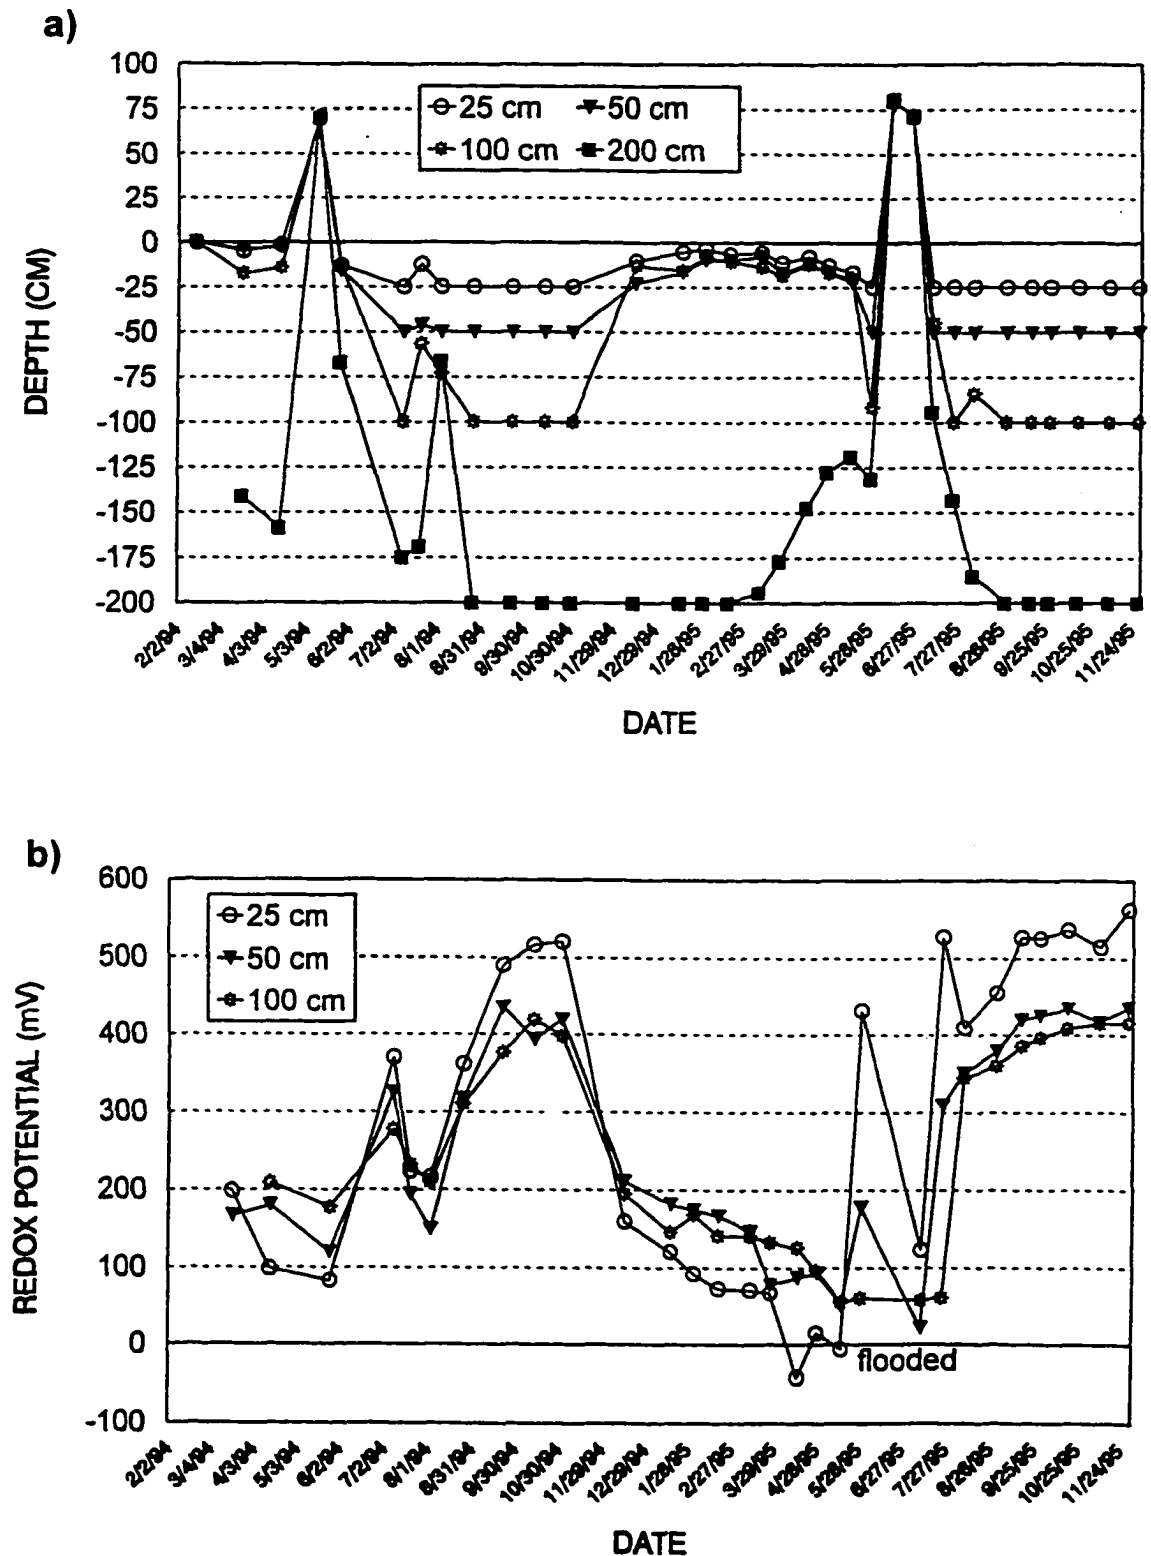 a)
100
75
50
25
0
-25
-50
-75
-100
-125
-150
-175
-200
DEPTH (CM)
25 cm 50 cm
100 cm 200 cm
2/2/94 3/4/94 4/3/94 5/3/94 6/2/94 7/2/94 8/1/94 8/31/94 9/30/94 10/30/94 11/29/94 12/29/94 1/28/95 2/27/95 3/29/95 4/28/95 5/28/95 6/27/95 7/27/95 8/26/95 9/25/95 10/25/95 11/24/95
DATE
b)
600
500
400
300
200
100
0
-100
REDOX POTENTIAL (mV)
25 cm
50 cm
100 cm
flooded
2/2/94 3/4/94 4/3/94 5/3/94 6/2/94 7/2/94 8/1/94 8/31/94 9/30/94 10/30/94 11/29/94 12/29/94 1/28/95 2/27/95 3/29/95 4/28/95 5/28/95 6/27/95 7/27/95 8/26/95 9/25/95 10/25/95 11/24/95
DATE